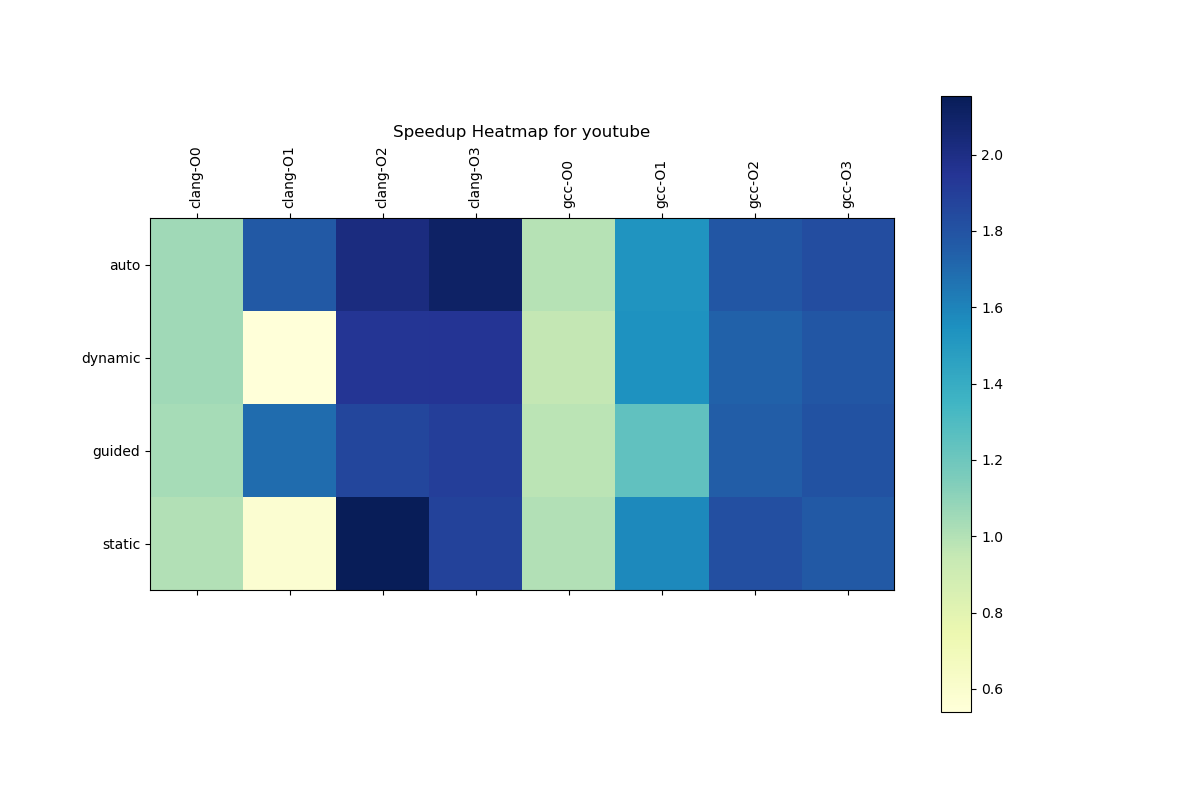 Speedup Heatmap for youtube
clang-O0
clang-O1
clang-O2
clang-O3
gcc-O0
gcc-O1
gcc-O2
gcc-O3
auto
dynamic
guided
static
2.0
1.8
1.6
1.4
1.2
1.0
0.8
0.6